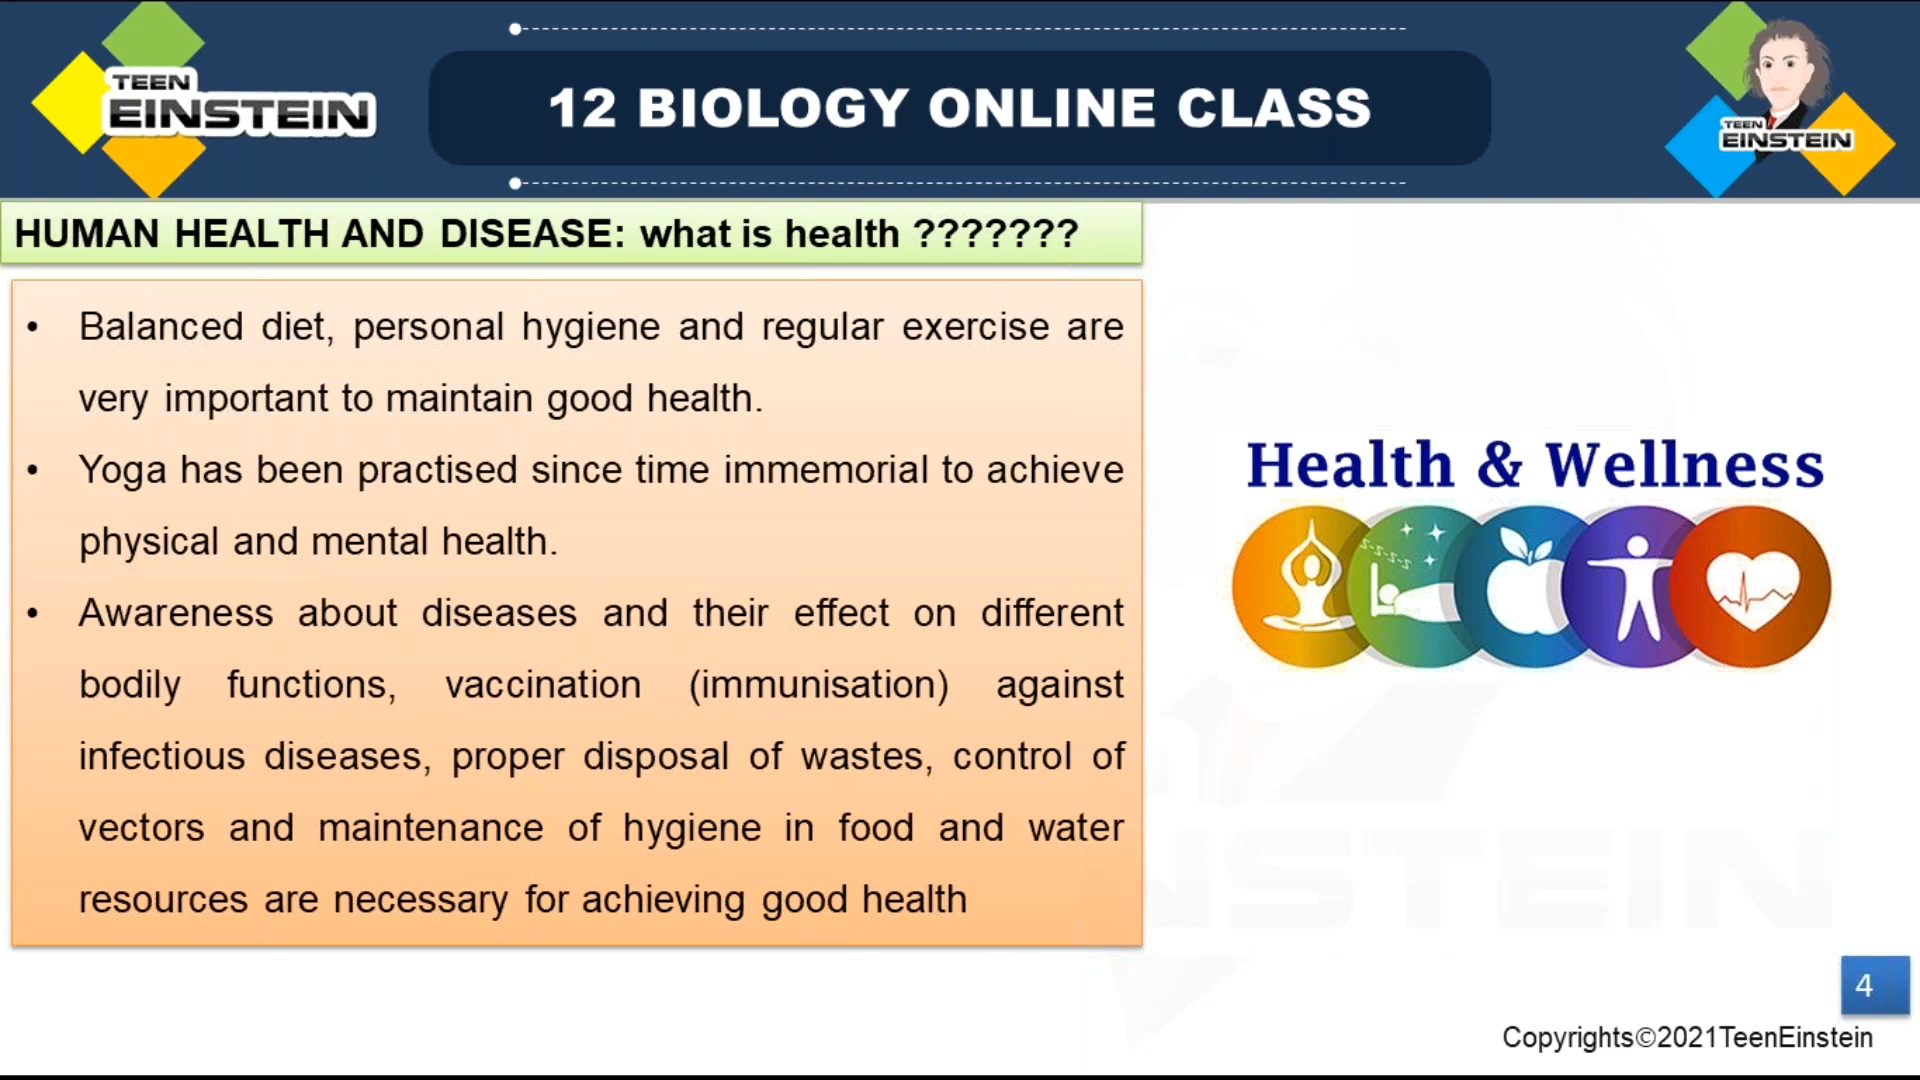 TEEN
EINSTEIN
12 BIOLOGY ONLINE CLASS
TEEN
EINSTEIN
HUMAN HEALTH AND DISEASE: what is health ???????
• Balanced diet, personal hygiene and regular exercise are
very important to maintain good health.
• Yoga has been practised since time immemorial to achieve
physical and mental health.
• Awareness about diseases and their effect on different
bodily functions, vaccination (immunisation) against
infectious diseases, proper disposal of wastes, control of
vectors and maintenance of hygiene in food and water
resources are necessary for achieving good health
Health & Wellness
z-z-z-z
NSTEIN
4
Copyrights©2021TeenEinstein